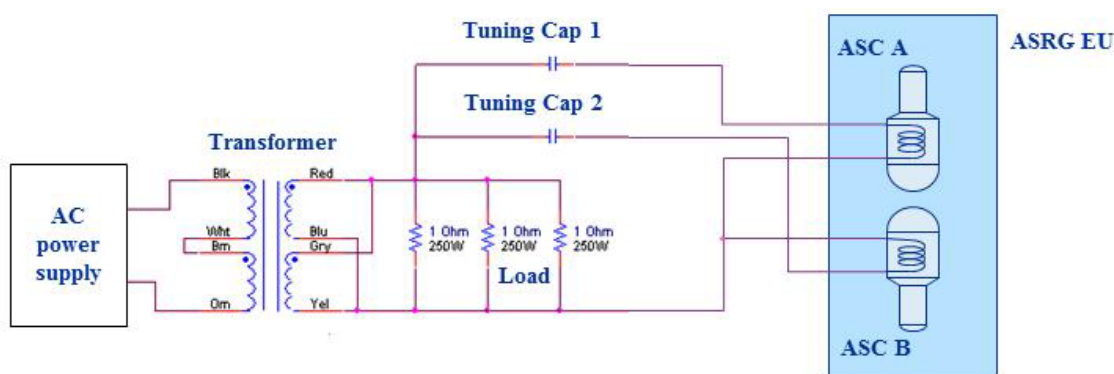 Tuning Cap 1
ASC A
ASRG EU
Tuning Cap 2
Transformer
Blk
Red
AC
power
supply
Wht
Brn
Blu
Gry
1 Ohm
250W
1 Ohm
250W
1 Ohm
250W
Load
Orn
Yel
ASC B